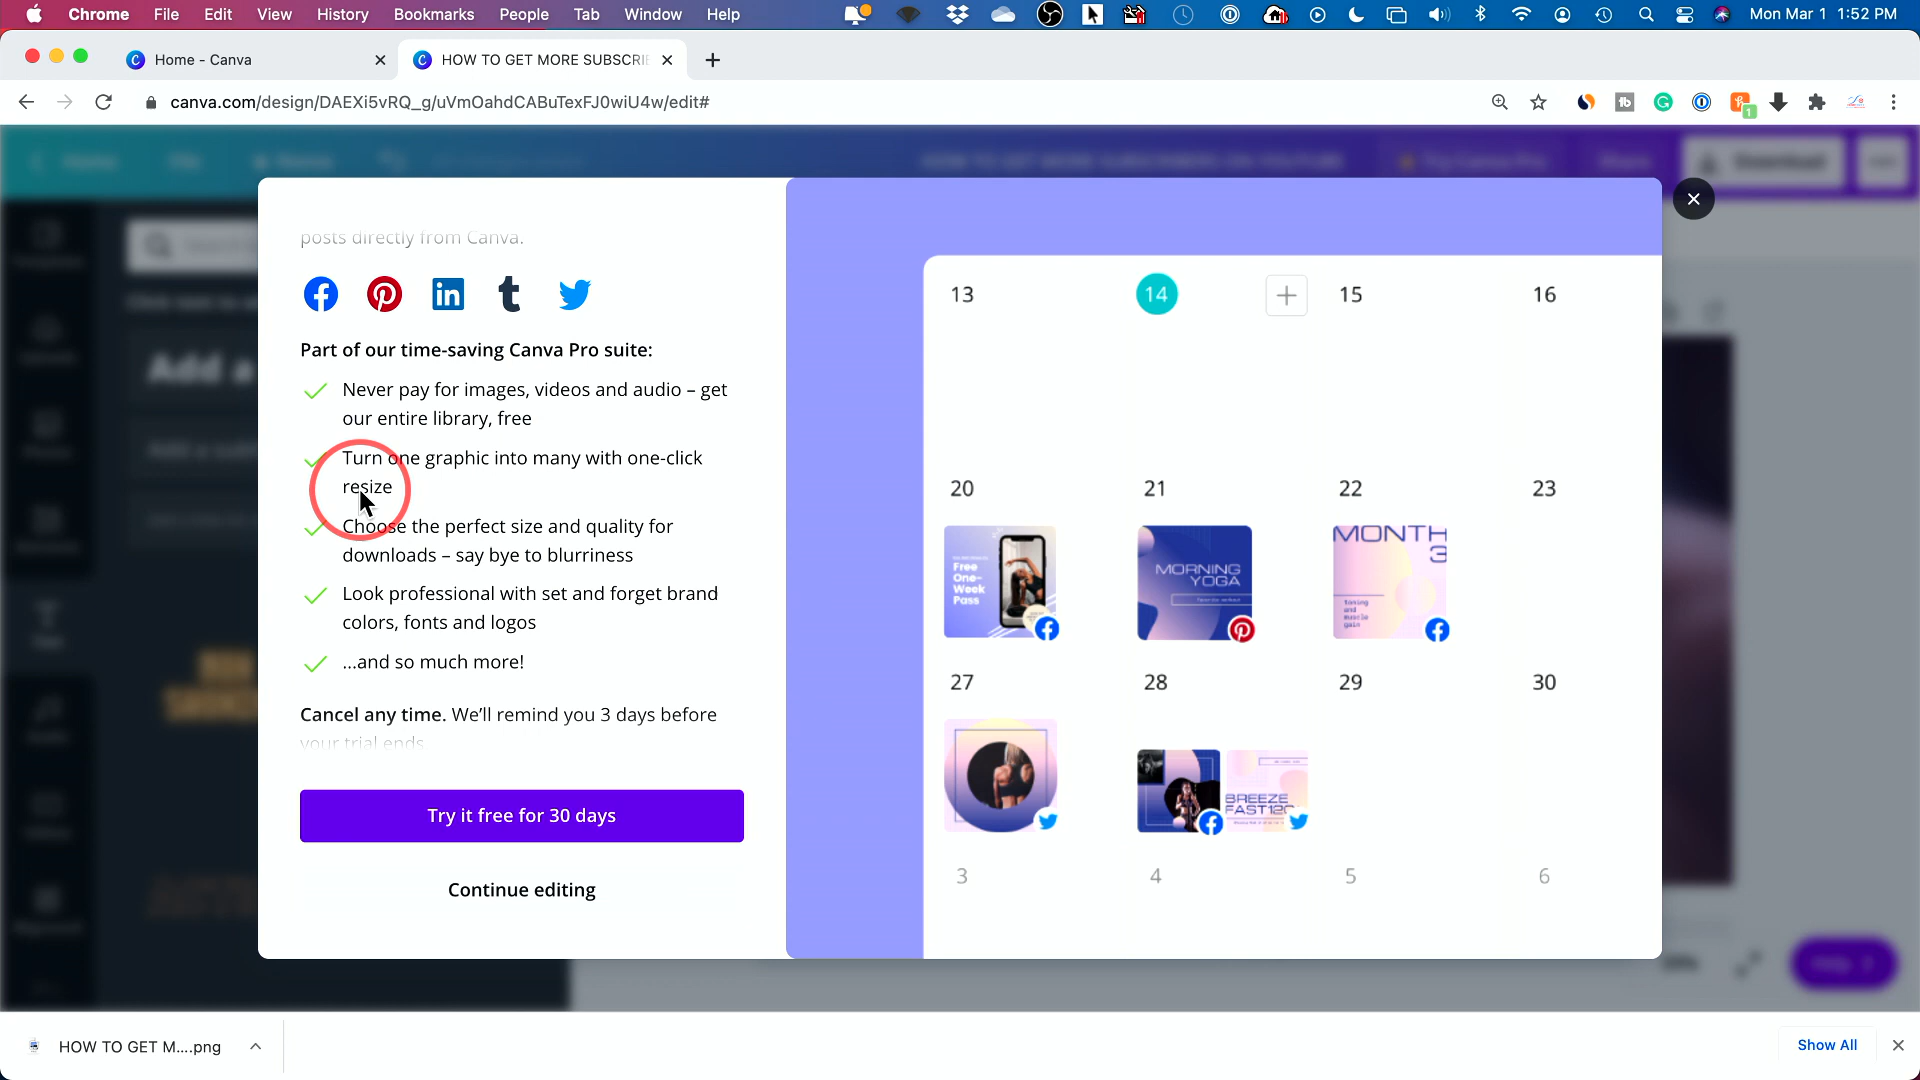 Chrome File Edit View History Bookmarks People Tab Window Help Mon Mar 1 1:52 PM
Home - Canva HOW TO GET MORE SUBSCRIE
canva.com/design/DAEXi5vRQ_g/uVmOahdCABuTexFJ0wiU4w/edit#
posts directly from Canva.
Part of our time-saving Canva Pro suite:
Never pay for images, videos and audio – get
our entire library, free
Turn one graphic into many with one-click
resize
Choose the perfect size and quality for
downloads – say bye to blurriness
Look professional with set and forget brand
colors, fonts and logos
...and so much more!
Cancel any time. We'll remind you 3 days before
your trial ends
Try it free for 30 days
Continue editing
13 14 15 16
20 21 22 23
Free
One-
Week
Pass
MORNING
YOGA
MONTH
3
toning
and
muscle
gain
27 28 29 30
BREEZE
FAST120
3 4 5 6
HOW TO GET M....png
Show All